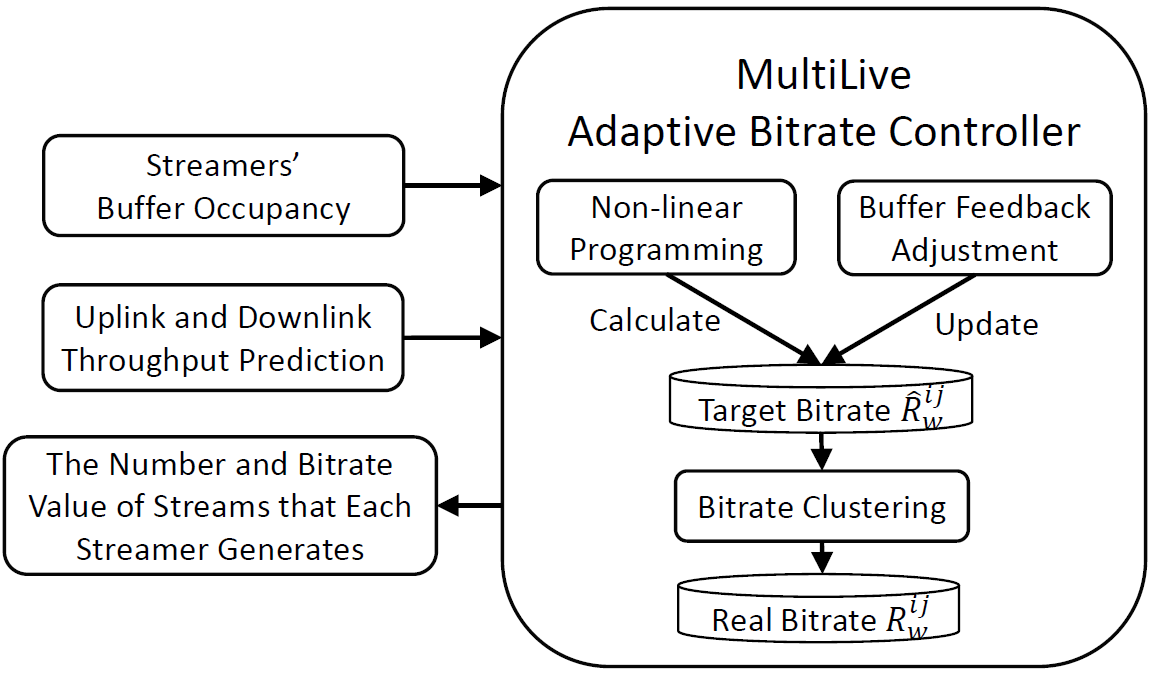 MultiLive
Adaptive Bitrate Controller
Streamers’
Buffer Occupancy
Uplink and Downlink
Throughput Prediction
The Number and Bitrate
Value of Streams that Each
Streamer Generates
Non-linear
Programming
Buffer Feedback
Adjustment
Calculate
Update
Target Bitrate $\hat{R}_w^{ij}$
Bitrate Clustering
Real Bitrate $R_w^{ij}$